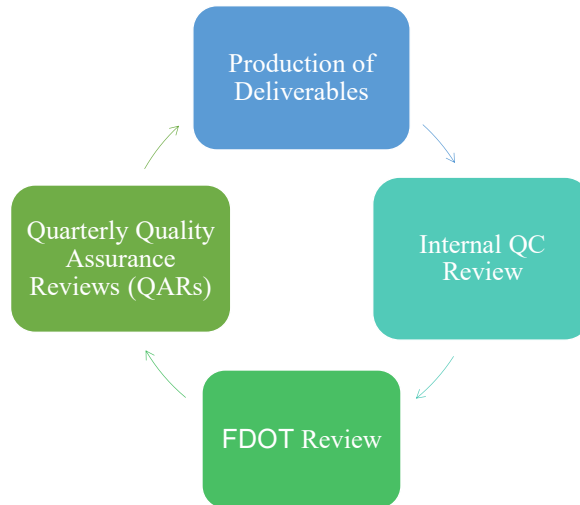 Production of
Deliverables
Internal QC
Review
FDOT Review
Quarterly Quality
Assurance
Reviews (QARs)